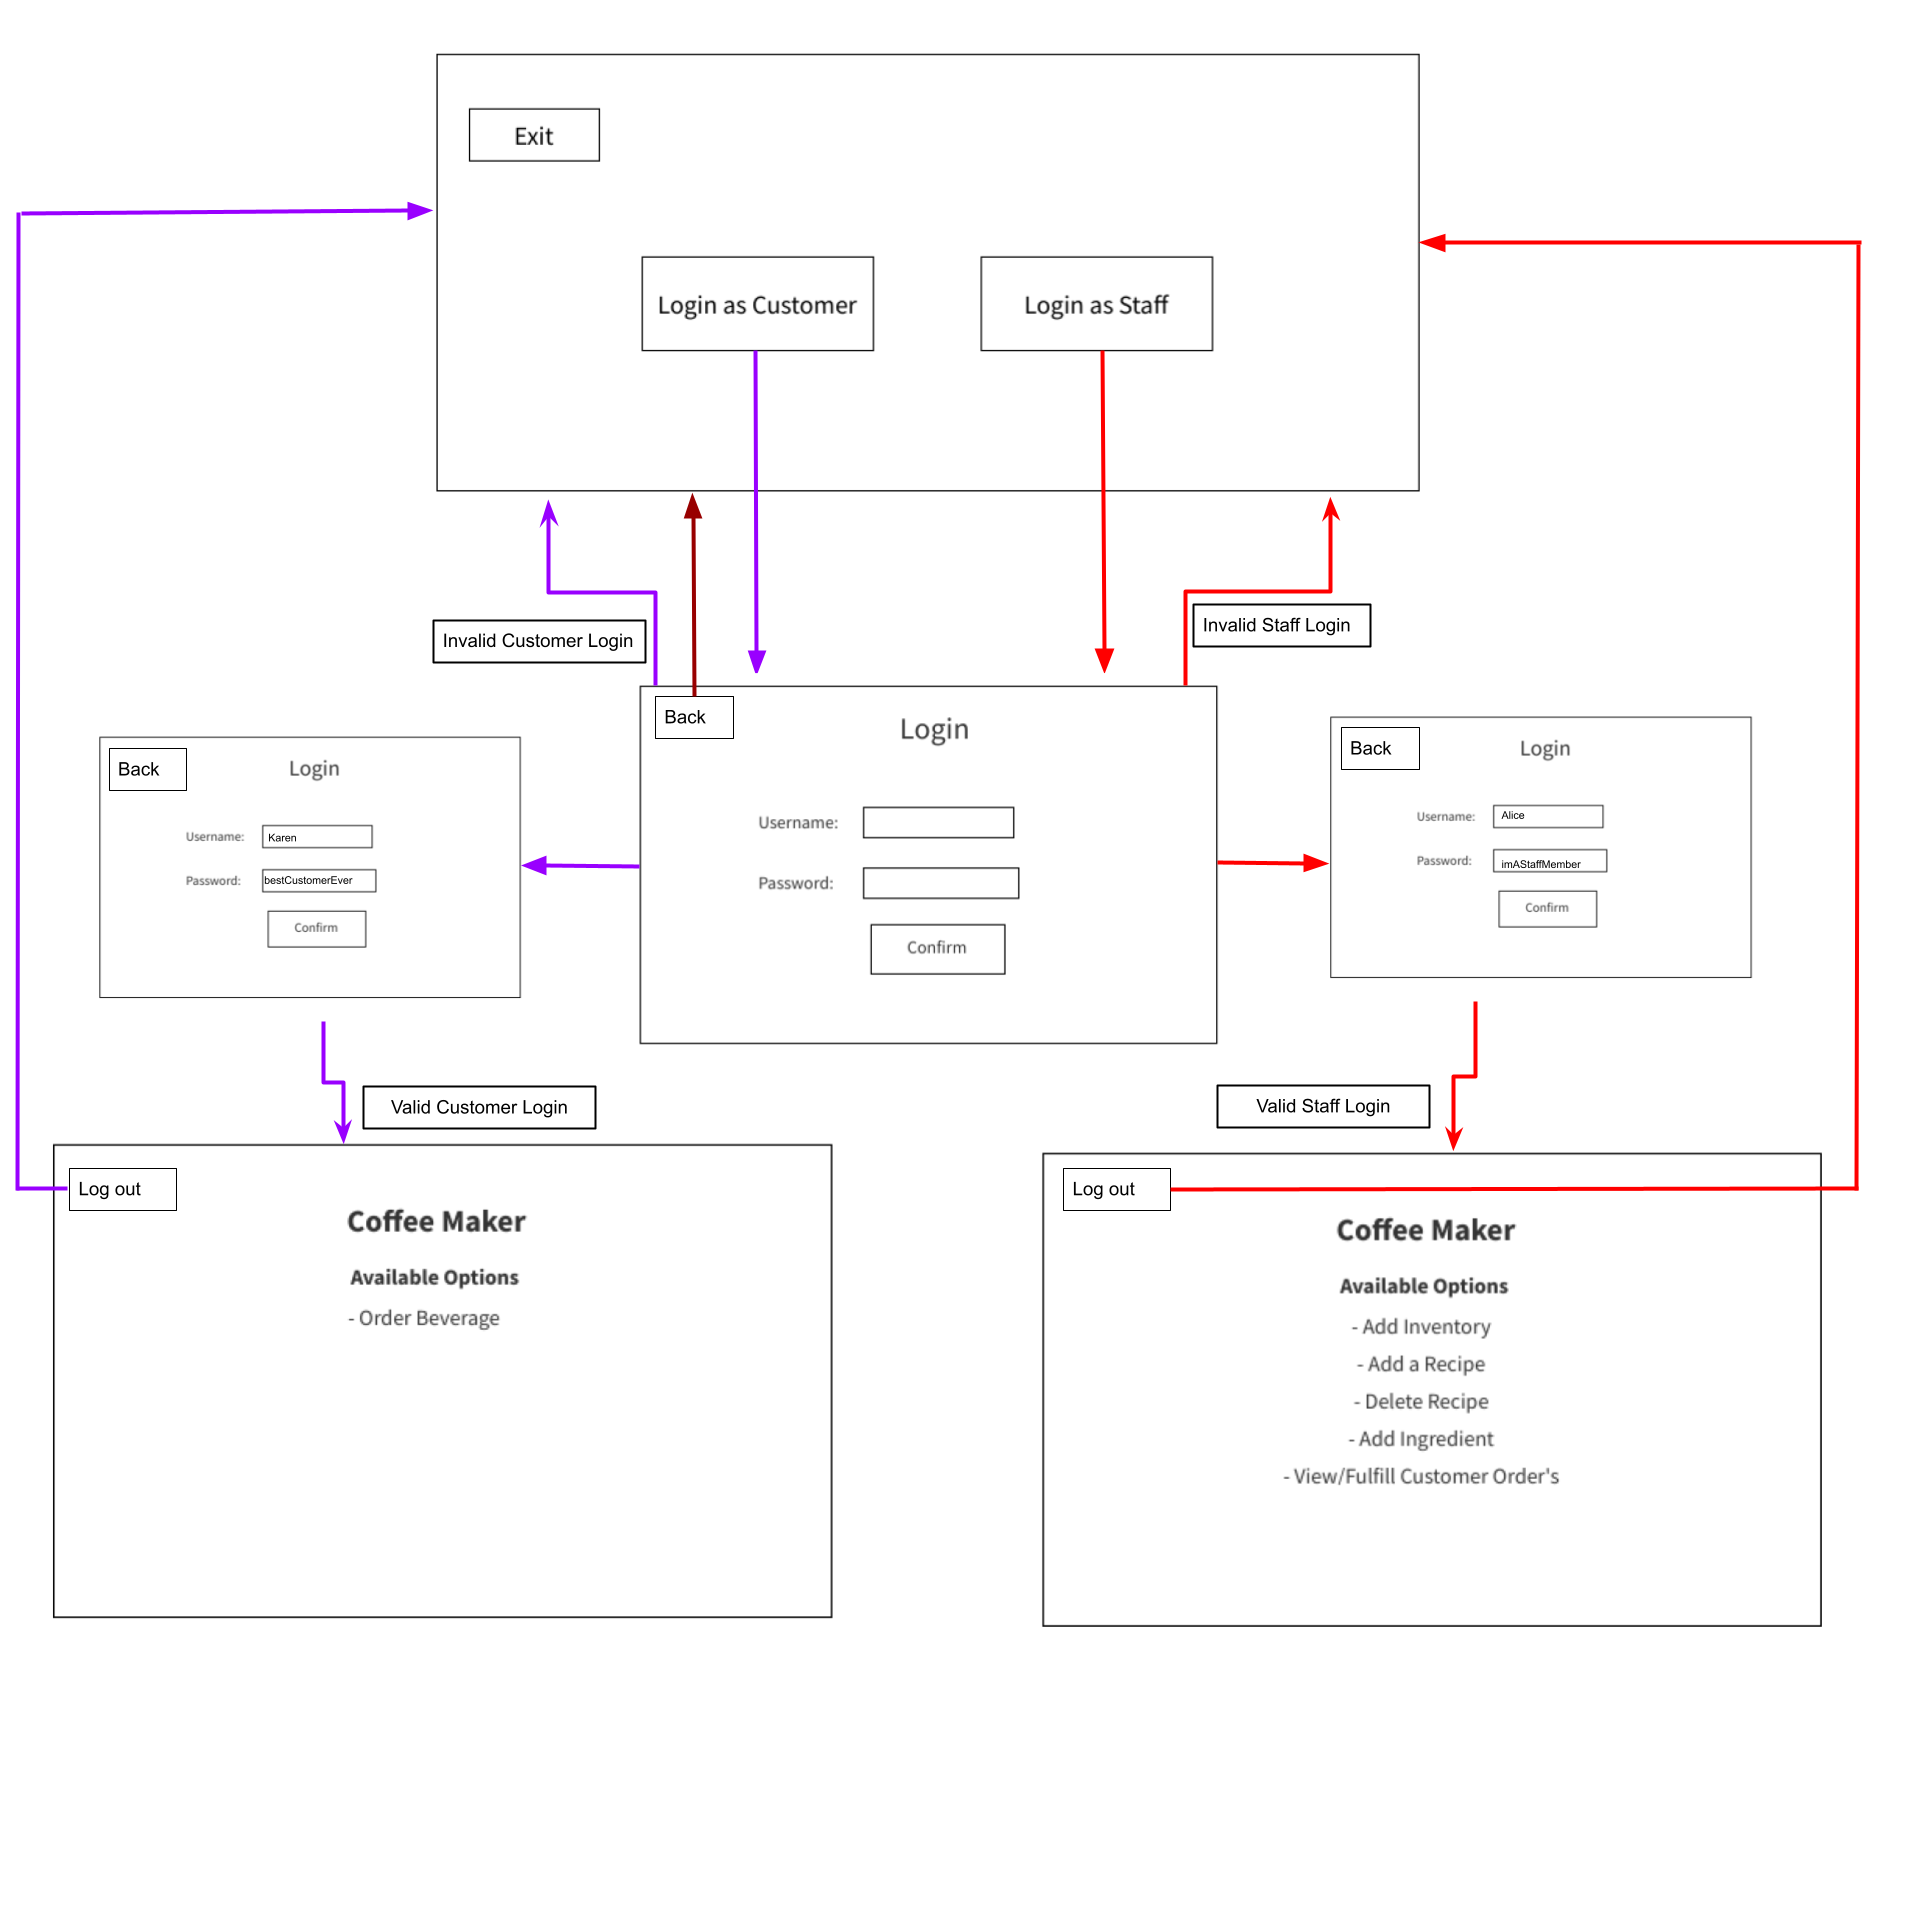 Exit
Login as Customer
Login as Staff
Invalid Customer Login
Invalid Staff Login
Back
Login
Username:
Password:
Confirm
Back
Login
Username:
Karen
Password:
bestCustomerEver
Confirm
Back
Login
Username:
Alice
Password:
imAStaffMember
Confirm
Valid Customer Login
Valid Staff Login
Log out
Coffee Maker
Available Options
- Order Beverage
Log out
Coffee Maker
Available Options
- Add Inventory
- Add a Recipe
- Delete Recipe
- Add Ingredient
- View/Fulfill Customer Order's